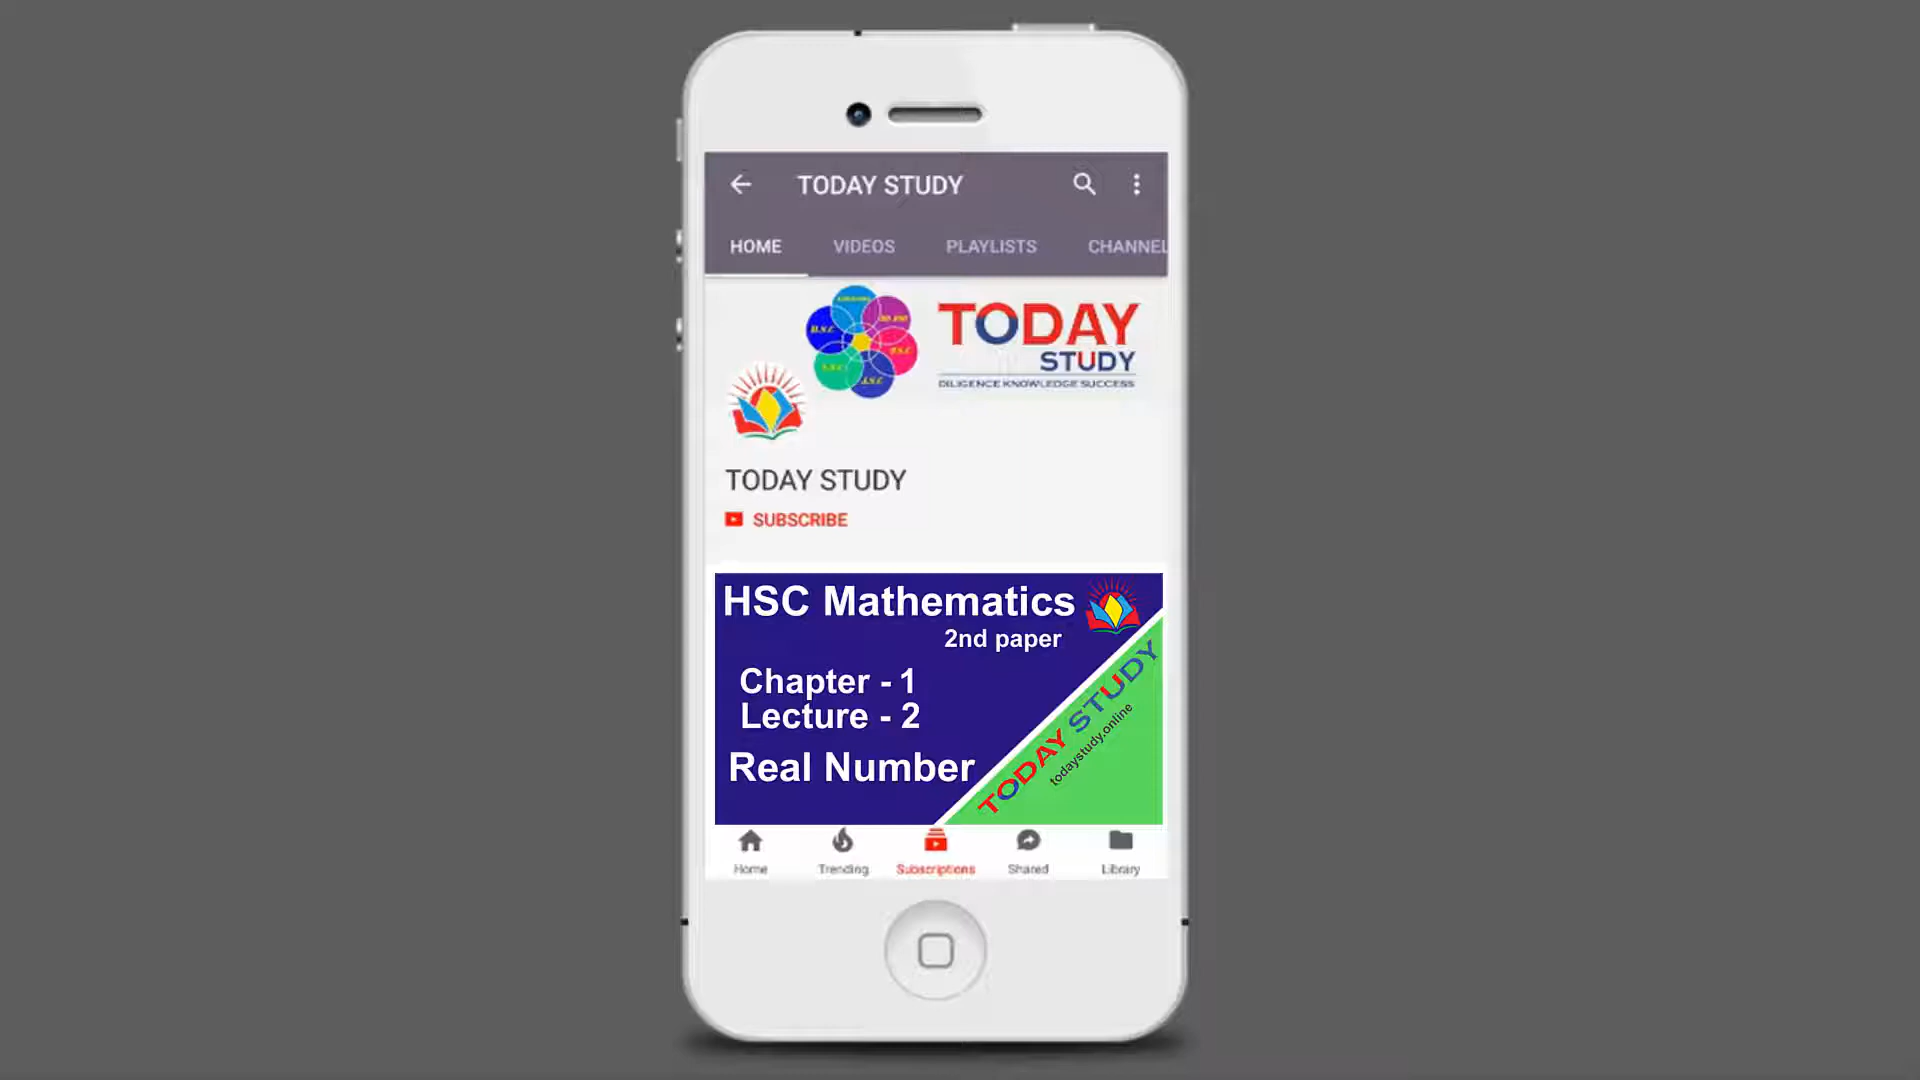 TODAY STUDY
HOME VIDEOS PLAYLISTS CHANNEL
H.S.C
B.S.C
J.S.C
TODAY
STUDY
DILIGENCE KNOWLEDGE SUCCESS
TODAY STUDY
SUBSCRIBE
HSC Mathematics
2nd paper
Chapter - 1
Lecture - 2
Real Number
TODAY STUDY
todaystudy.online
Home Trending Subscriptions Shared Library